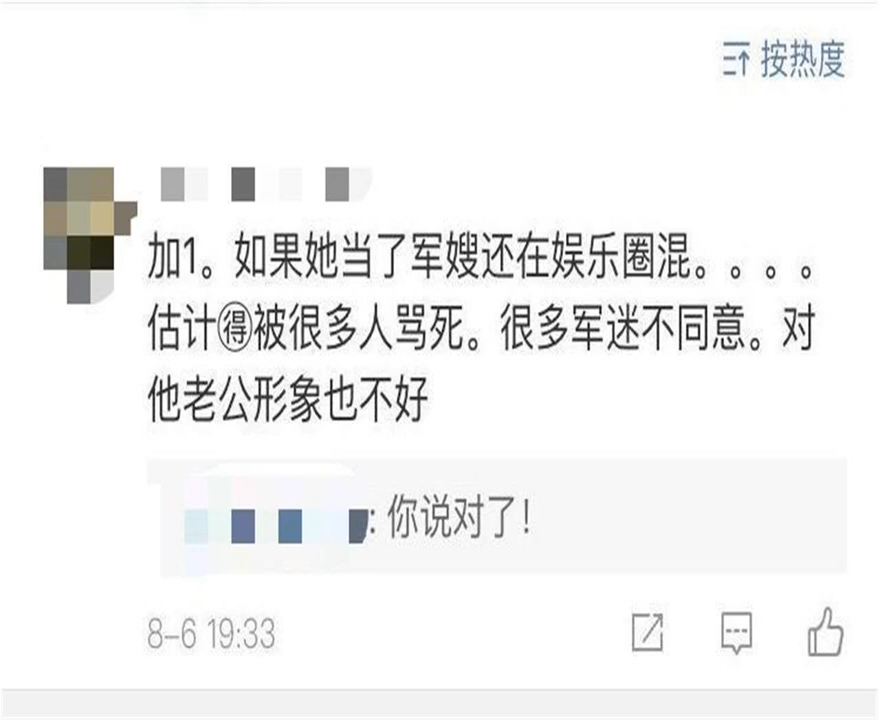 按热度
加1。如果她当了军嫂还在娱乐圈混。。。。
估计🉐被很多人骂死。很多军迷不同意。对
他老公形象也不好
: 你说对了！
8-6 19:33